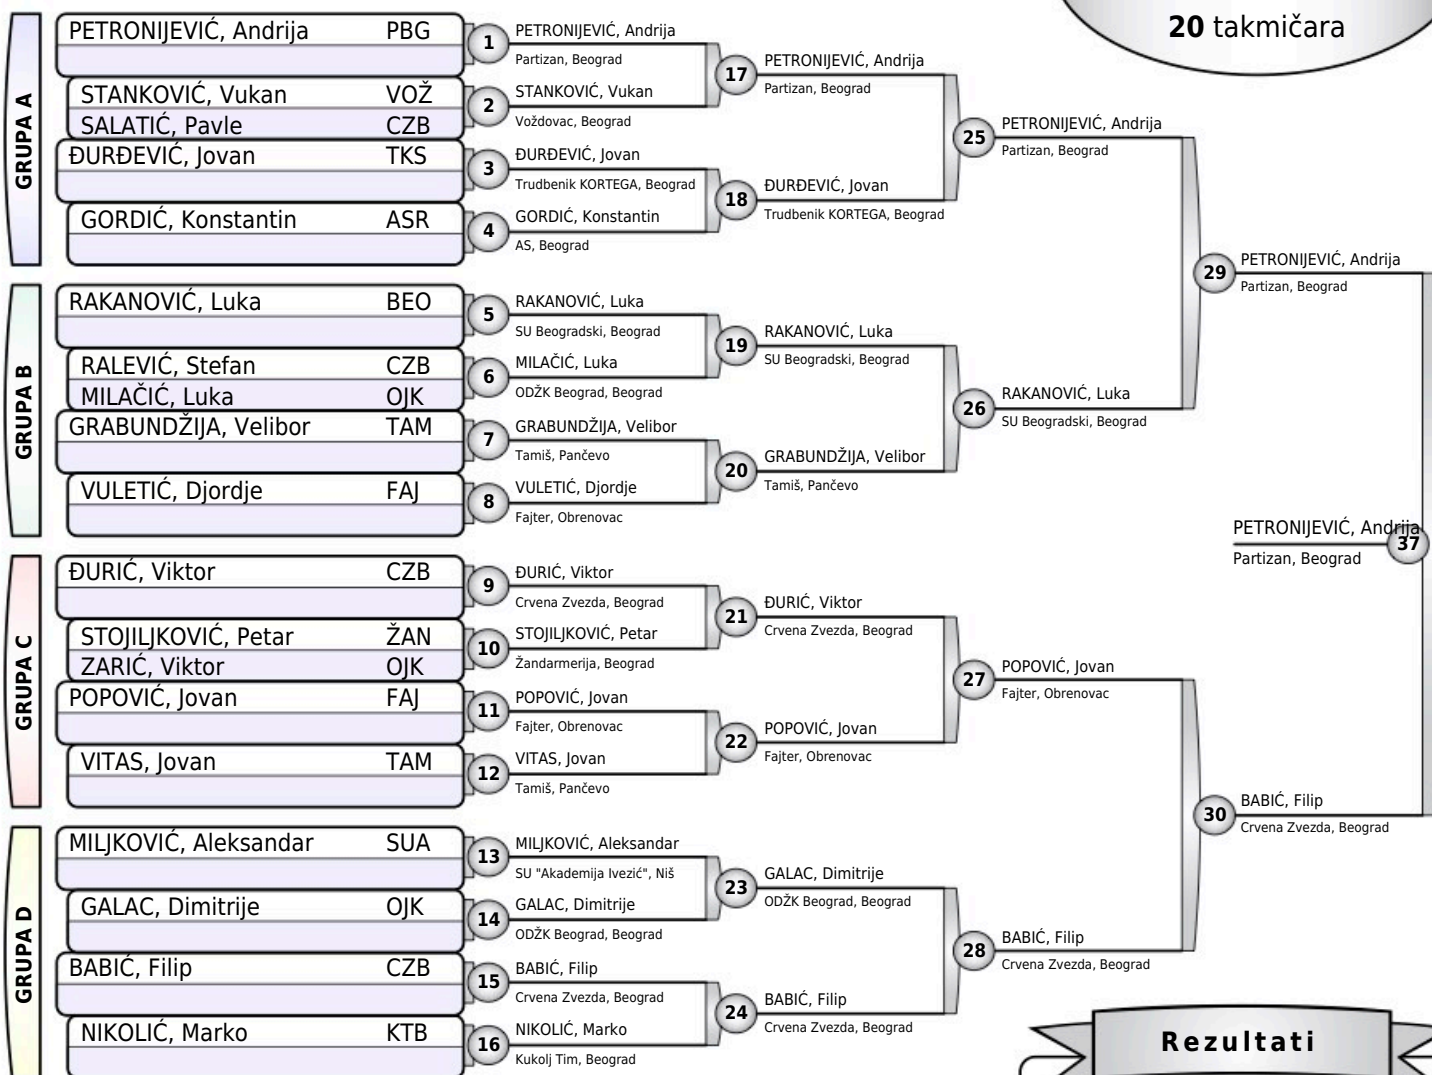 20 takmičara
GRUPA A
PETRONIJEVIĆ, Andrija PBG
STANKOVIĆ, Vukan VOŽ
SALATIĆ, Pavle CZB
ĐURĐEVIĆ, Jovan TKS
GORDIĆ, Konstantin ASR
GRUPA B
RAKANOVIĆ, Luka BEO
RALEVIĆ, Stefan CZB
MILAČIĆ, Luka OJK
GRABUNDŽIJA, Velibor TAM
VULETIĆ, Djordje FAJ
GRUPA C
ĐURIĆ, Viktor CZB
STOJILJKOVIĆ, Petar ŽAN
ZARIĆ, Viktor OJK
POPOVIĆ, Jovan FAJ
VITAS, Jovan TAM
GRUPA D
MILJKOVIĆ, Aleksandar SUA
GALAC, Dimitrije OJK
BABIĆ, Filip CZB
NIKOLIĆ, Marko KTB
1 PETRONIJEVIĆ, Andrija
Partizan, Beograd
2 STANKOVIĆ, Vukan
Voždovac, Beograd
3 ĐURĐEVIĆ, Jovan
Trudbenik KORTEGA, Beograd
4 GORDIĆ, Konstantin
AS, Beograd
5 RAKANOVIĆ, Luka
SU Beogradski, Beograd
6 MILAČIĆ, Luka
ODŽK Beograd, Beograd
7 GRABUNDŽIJA, Velibor
Tamiš, Pančevo
8 VULETIĆ, Djordje
Fajter, Obrenovac
9 ĐURIĆ, Viktor
Crvena Zvezda, Beograd
10 STOJILJKOVIĆ, Petar
Žandarmerija, Beograd
11 POPOVIĆ, Jovan
Fajter, Obrenovac
12 VITAS, Jovan
Tamiš, Pančevo
13 MILJKOVIĆ, Aleksandar
SU "Akademija Ivezić", Niš
14 GALAC, Dimitrije
ODŽK Beograd, Beograd
15 BABIĆ, Filip
Crvena Zvezda, Beograd
16 NIKOLIĆ, Marko
Kukolj Tim, Beograd
17 PETRONIJEVIĆ, Andrija
Partizan, Beograd
18 ĐURĐEVIĆ, Jovan
Trudbenik KORTEGA, Beograd
19 RAKANOVIĆ, Luka
SU Beogradski, Beograd
20 GRABUNDŽIJA, Velibor
Tamiš, Pančevo
21 ĐURIĆ, Viktor
Crvena Zvezda, Beograd
22 POPOVIĆ, Jovan
Fajter, Obrenovac
23 GALAC, Dimitrije
ODŽK Beograd, Beograd
24 BABIĆ, Filip
Crvena Zvezda, Beograd
25 PETRONIJEVIĆ, Andrija
Partizan, Beograd
26 RAKANOVIĆ, Luka
SU Beogradski, Beograd
27 POPOVIĆ, Jovan
Fajter, Obrenovac
28 BABIĆ, Filip
Crvena Zvezda, Beograd
29 PETRONIJEVIĆ, Andrija
Partizan, Beograd
30 BABIĆ, Filip
Crvena Zvezda, Beograd
PETRONIJEVIĆ, Andrija
37
Partizan, Beograd
Rezultati